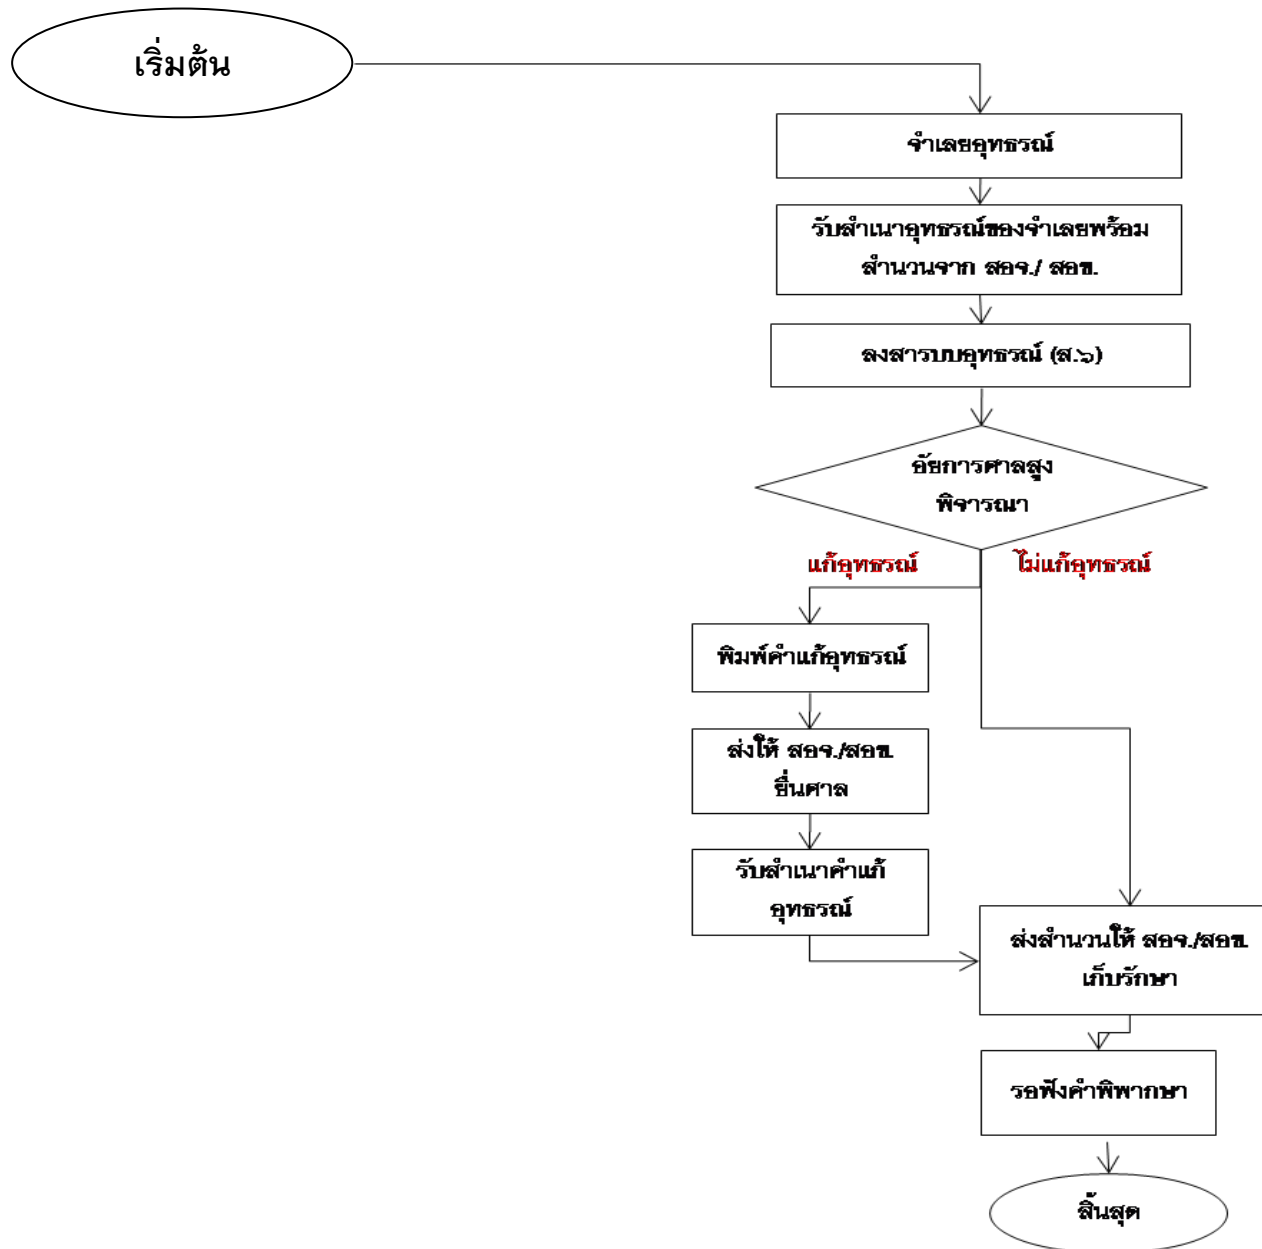 เริ่มต้น
จำเลยอุทธรณ์
รับสำเนาอุทธรณ์ของจำเลยพร้อม
สำนวนจาก สอจ./ สอข.
ลงสารบบอุทธรณ์ (ส.๖)
อัยการศาลสูง
พิจารณา
แก้อุทธรณ์
ไม่แก้อุทธรณ์
พิมพ์คำแก้อุทธรณ์
ส่งให้ สอจ./สอข.
ยื่นศาล
รับสำเนาคำแก้
อุทธรณ์
ส่งสำนวนให้ สอจ./สอข.
เก็บรักษา
รอฟังคำพิพากษา
สิ้นสุด